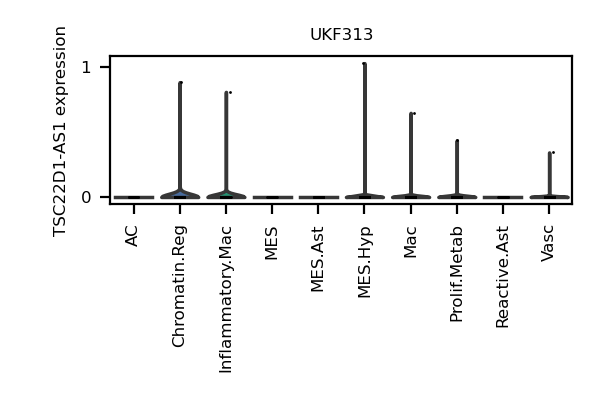 UKF313
TSC22D1-AS1 expression
1
0
AC
Chromatin.Reg
Inflammatory.Mac
MES
MES.Ast
MES.Hyp
Mac
Prolif.Metab
Reactive.Ast
Vasc